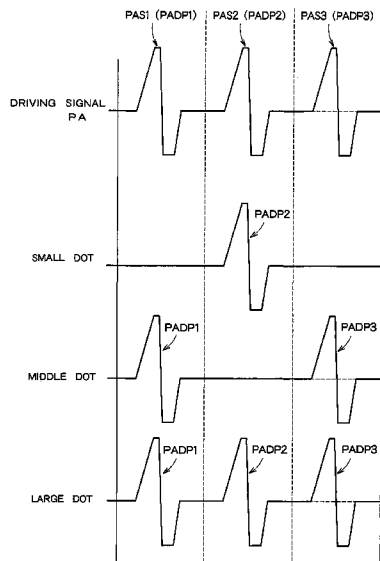 PAS1 (PADP1) PAS2 (PADP2) PAS3 (PADP3)
DRIVING SIGNAL
PA
PADP2
SMALL DOT
PADP1 PADP3
MIDDLE DOT
PADP1 PADP2 PADP3
LARGE DOT